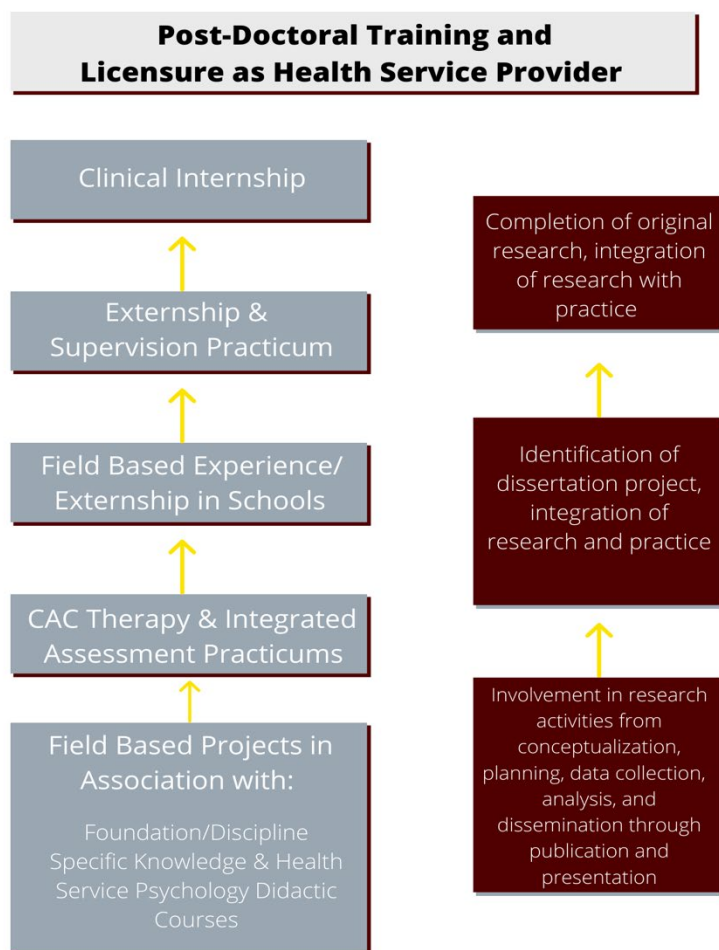 Post-Doctoral Training and
Licensure as Health Service Provider
Clinical Internship
Externship &
Supervision Practicum
Field Based Experience/
Externship in Schools
CAC Therapy & Integrated
Assessment Practicums
Field Based Projects in
Association with:
Foundation/Discipline
Specific Knowledge & Health
Service Psychology Didactic
Courses
Completion of original
research, integration
of research with
practice
Identification of
dissertation project,
integration of
research and practice
Involvement in research
activities from
conceptualization,
planning, data collection,
analysis, and
dissemination through
publication and
presentation